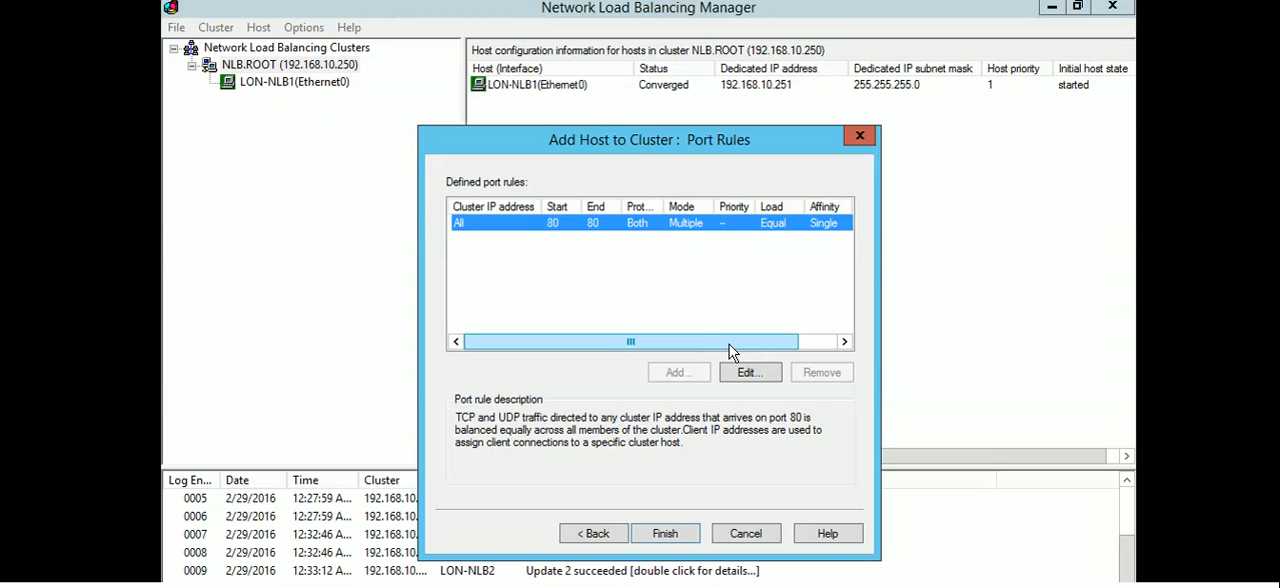 Network Load Balancing Manager
File Cluster Host Options Help
Network Load Balancing Clusters
NLB.ROOT (192.168.10.250)
LON-NLB1(Ethernet0)
Host configuration information for hosts in cluster NLB.ROOT (192.168.10.250)
Host (Interface) Status Dedicated IP address Dedicated IP subnet mask Host priority Initial host state
LON-NLB1(Ethernet0) Converged 192.168.10.251 255.255.255.0 1 started
Add Host to Cluster : Port Rules
Defined port rules:
Cluster IP address Start End Prot... Mode Priority Load Affinity
All 80 80 Both Multiple -- Equal Single
Add... Edit... Remove
Port rule description
TCP and UDP traffic directed to any cluster IP address that arrives on port 80 is
balanced equally across all members of the cluster.Client IP addresses are used to
assign client connections to a specific cluster host.
< Back Finish Cancel Help
Log En... Date Time Cluster
0005 2/29/2016 12:27:59 A... 192.168.10.
0006 2/29/2016 12:27:59 A... 192.168.10.
0007 2/29/2016 12:32:46 A... 192.168.10.
0008 2/29/2016 12:32:46 A... 192.168.10.
0009 2/29/2016 12:33:12 A... 192.168.10.... LON-NLB2 Update 2 succeeded [double click for details...]